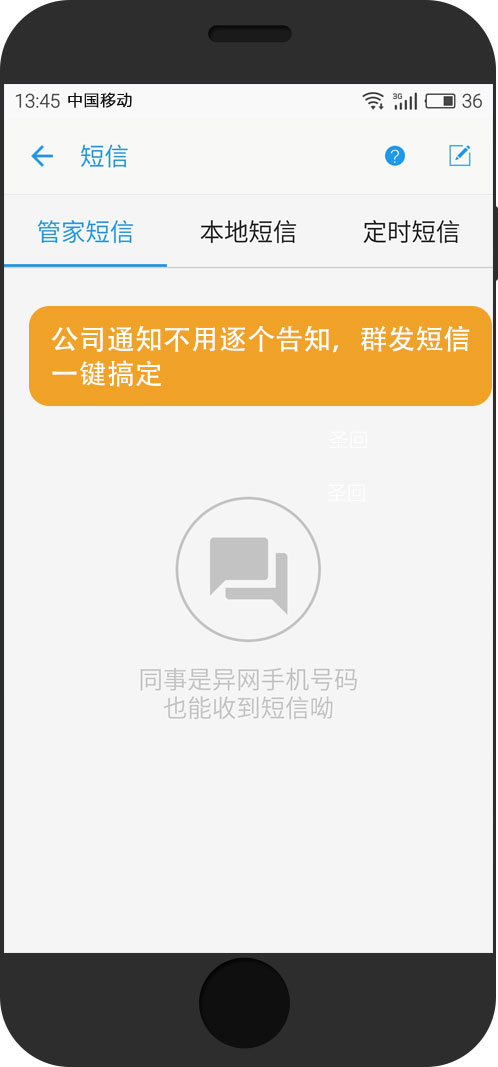 13:45 中国移动 3G 36
短信
管家短信 本地短信 定时短信
公司通知不用逐个告知，群发短信
一键搞定
圣回
圣回
同事是异网手机号码
也能收到短信呦